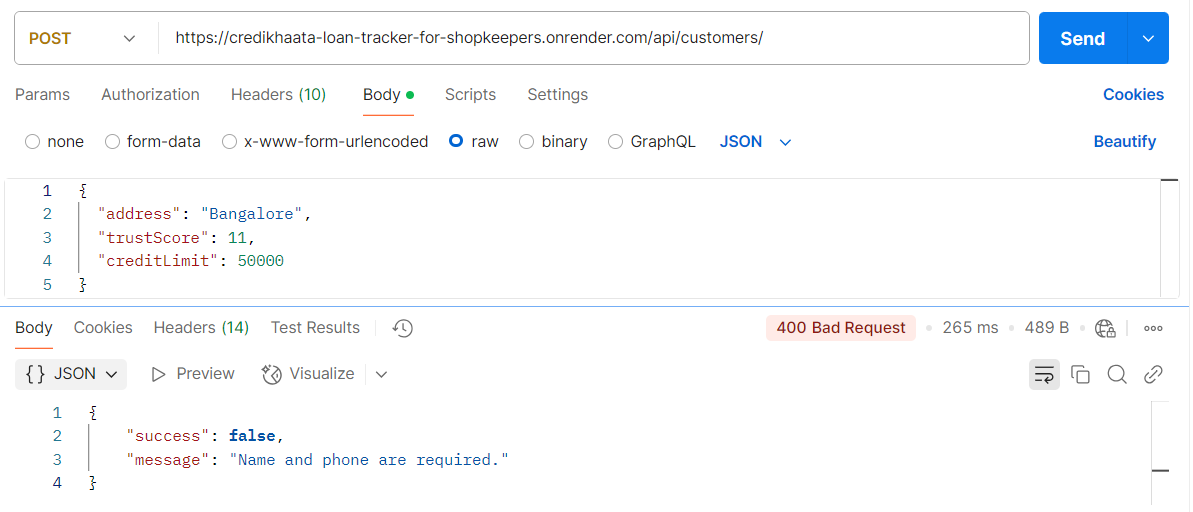 POST https://credikhaata-loan-tracker-for-shopkeepers.onrender.com/api/customers/ Send
Params Authorization Headers (10) Body Scripts Settings Cookies
none form-data x-www-form-urlencoded raw binary GraphQL JSON Beautify
1 {
2 "address": "Bangalore",
3 "trustScore": 11,
4 "creditLimit": 50000
5 }
Body Cookies Headers (14) Test Results 400 Bad Request 265 ms 489 B
{} JSON Preview Visualize
1 {
2 "success": false,
3 "message": "Name and phone are required."
4 }